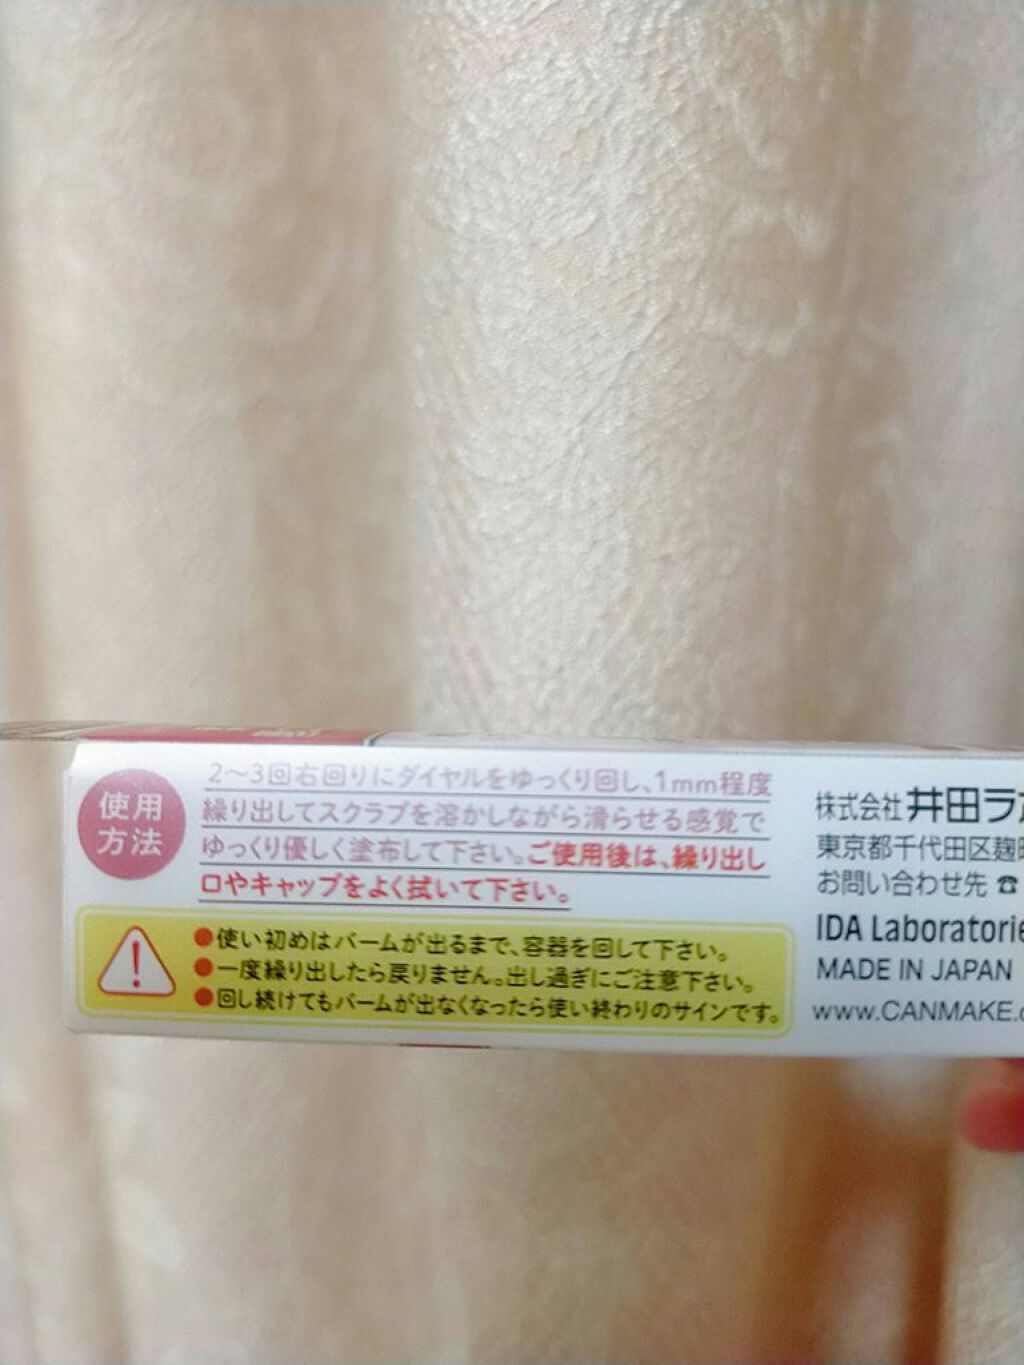 使用
方法
2〜3回右回りにダイヤルをゆっくり回し、1mm程度
繰り出してスクラブを溶かしながら滑らせる感覚で
ゆっくり優しく塗布して下さい。ご使用後は、繰り出し
口やキャップをよく拭いて下さい。
●使い初めはバームが出るまで、容器を回して下さい。
●一度繰り出したら戻りません。出し過ぎにご注意下さい。
●回し続けてもバームが出なくなったら使い終わりのサインです。
株式会社 井田ラ
東京都千代田区麹
お問い合わせ先 ☎
IDA Laboratorie
MADE IN JAPAN
www.CANMAKE.